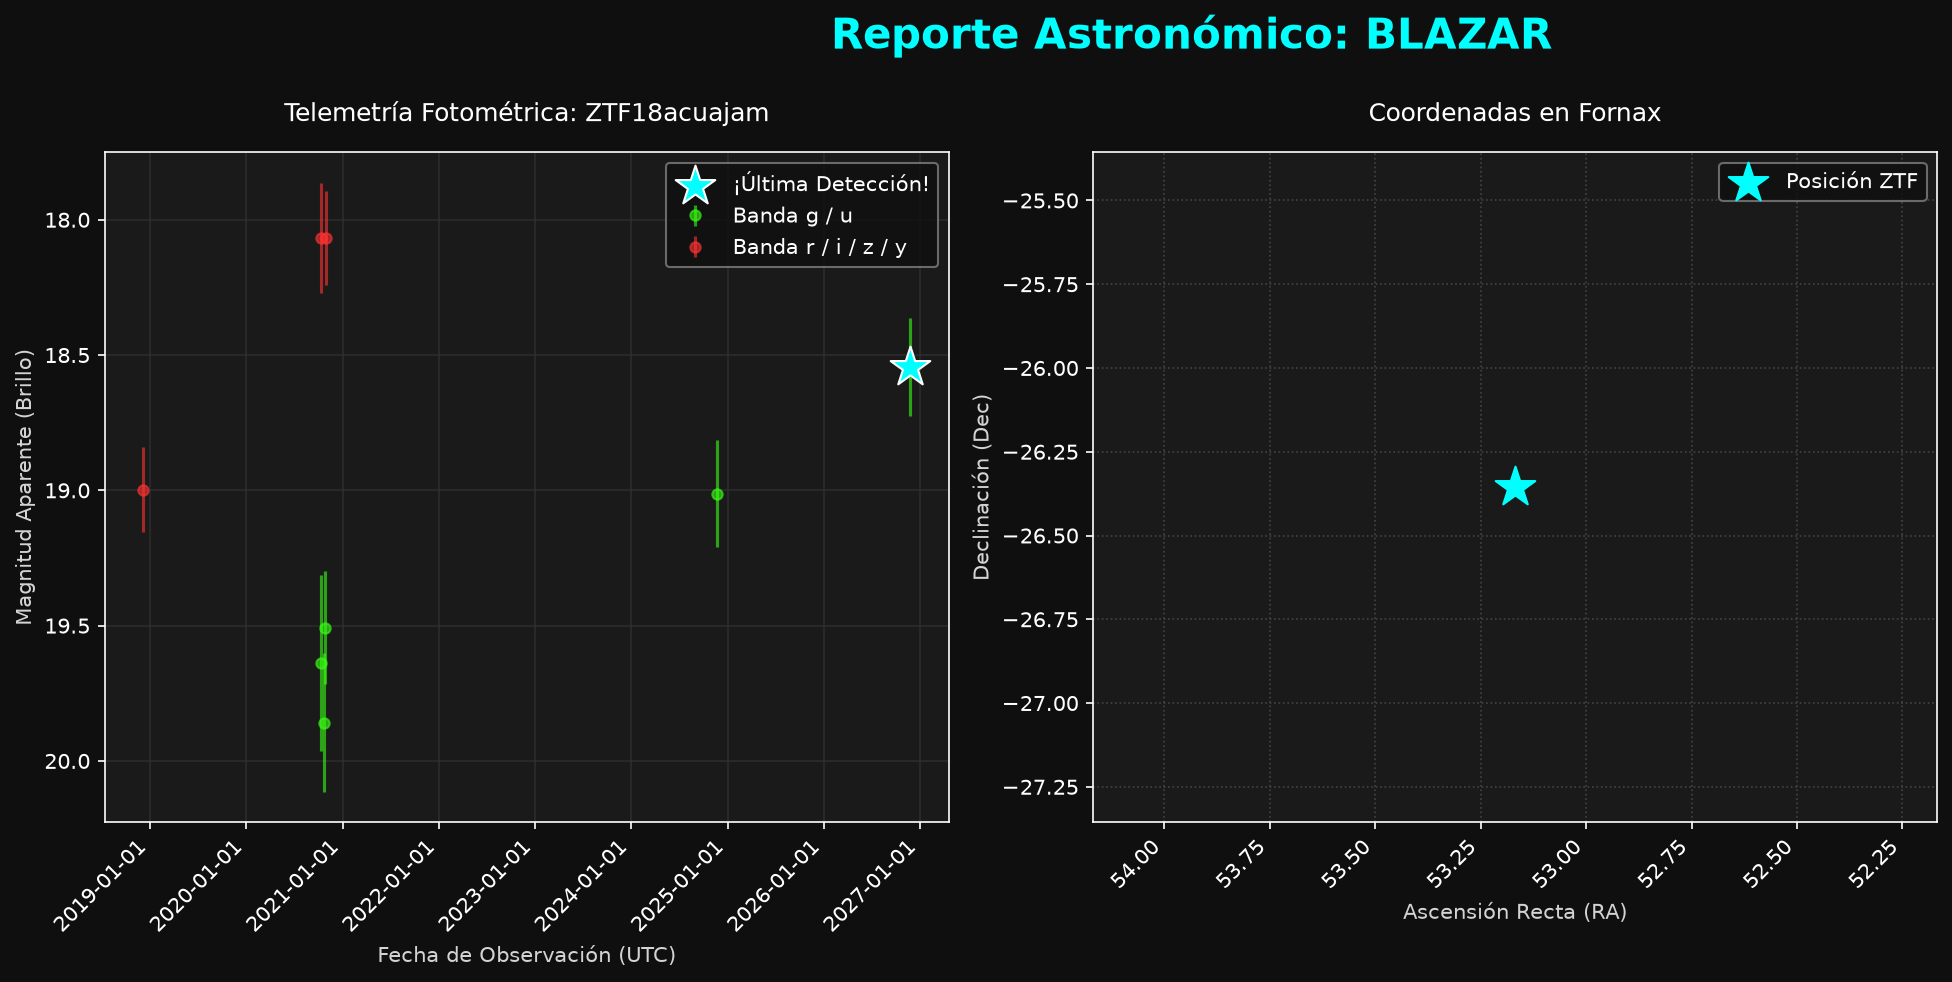 Reporte Astronómico: BLAZAR
Telemetría Fotométrica: ZTF18acuajam
¡Última Detección!
Banda g / u
Banda r / i / z / y
Magnitud Aparente (Brillo)
18.0
18.5
19.0
19.5
20.0
2019-01-01
2020-01-01
2021-01-01
2022-01-01
2023-01-01
2024-01-01
2025-01-01
2026-01-01
2027-01-01
Fecha de Observación (UTC)
Coordenadas en Fornax
Posición ZTF
Declinación (Dec)
−25.50
−25.75
−26.00
−26.25
−26.50
−26.75
−27.00
−27.25
54.00
53.75
53.50
53.25
53.00
52.75
52.50
52.25
Ascensión Recta (RA)